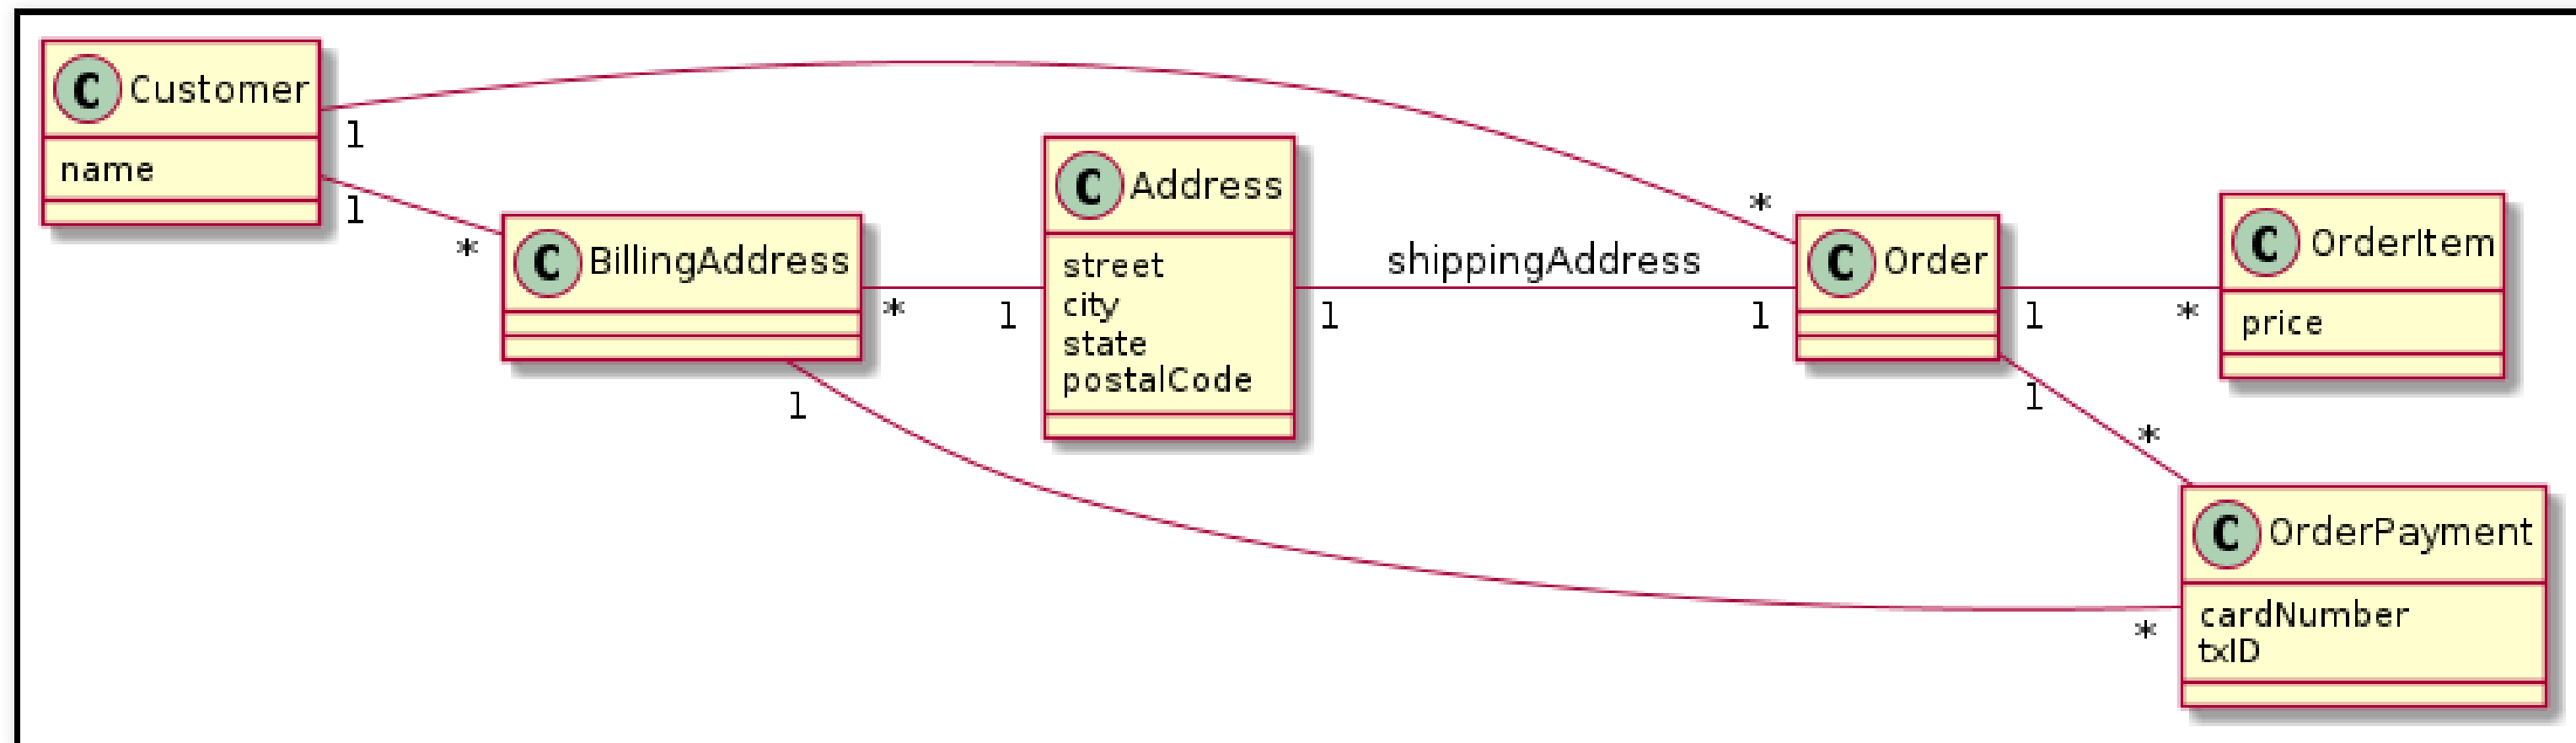 C Customer
name
1
1
*
C BillingAddress
*
1
1
C Address
street
city
state
postalCode
shippingAddress
1
1
*
C Order
1
*
1
*
C OrderItem
price
C OrderPayment
cardNumber
txID
*